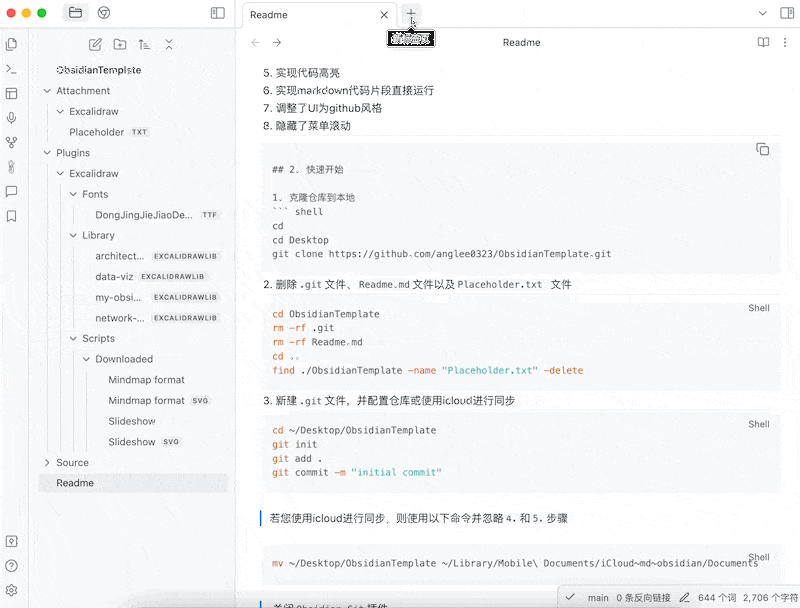 Readme
Readme
ObsidianTemplate
Attachment
Excalidraw
Placeholder TXT
Plugins
Excalidraw
Fonts
DongJingJieJiaoDe... TTF
Library
architect... EXCALIDRAWLIB
data-viz EXCALIDRAWLIB
my-obsi... EXCALIDRAWLIB
network-... EXCALIDRAWLIB
Scripts
Downloaded
Mindmap format
Mindmap format SVG
Slideshow
Slideshow SVG
Source
Readme
5. 实现代码高亮
6. 实现markdown代码片段直接运行
7. 调整了UI为github风格
8. 隐藏了菜单滚动
## 2. 快速开始
1. 克隆仓库到本地
``` shell
cd
cd Desktop
git clone https://github.com/anglee0323/ObsidianTemplate.git
2. 删除 .git 文件、 Readme.md 文件以及 Placeholder.txt 文件
Shell
cd ObsidianTemplate
rm -rf .git
rm -rf Readme.md
cd ..
find ./ObsidianTemplate -name "Placeholder.txt" -delete
3. 新建 .git 文件，并配置仓库或使用icloud进行同步
Shell
cd ~/Desktop/ObsidianTemplate
git init
git add .
git commit -m "initial commit"
若您使用icloud进行同步，则使用以下命令并忽略 4. 和 5. 步骤
Shell
mv ~/Desktop/ObsidianTemplate ~/Library/Mobile\ Documents/iCloud~md~obsidian/Documents
关闭 Obsidian Git 插件
main 0 条反向链接 644 个词 2,706 个字符